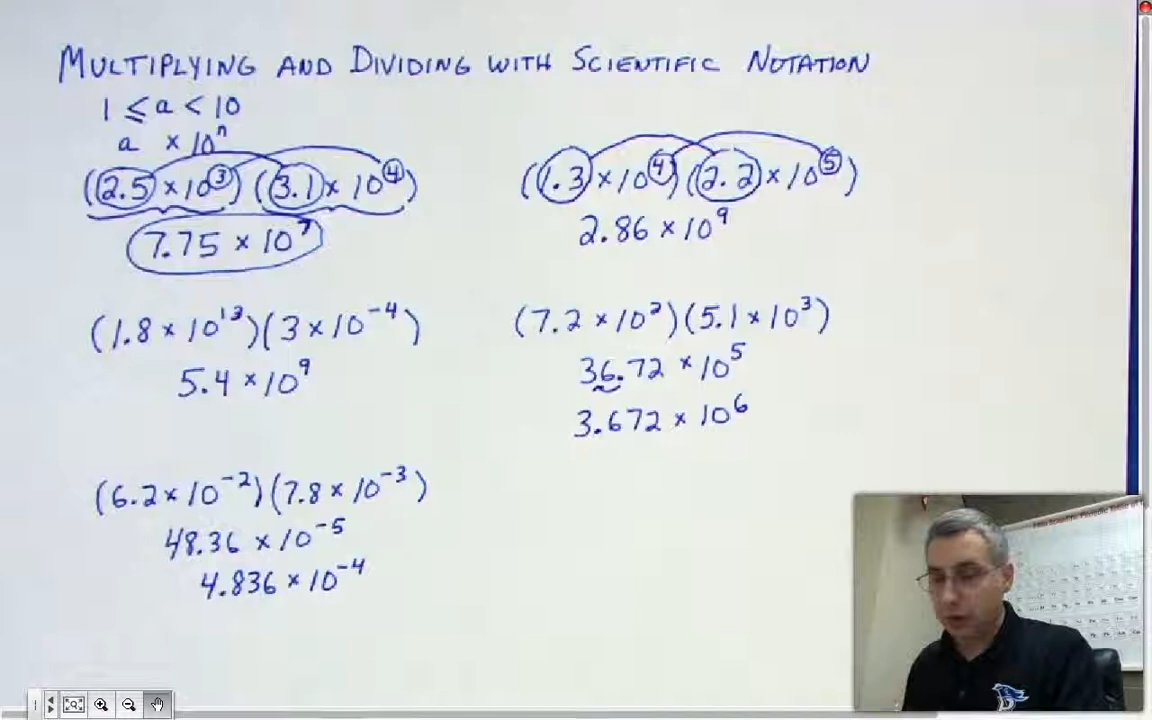 MULTIPLYING AND DIVIDING WITH SCIENTIFIC NOTATION
1 ≤ a < 10
a × 10ⁿ
(2.5 × 10³) (3.1 × 10⁴)
7.75 × 10⁷
(1.3 × 10⁴) (2.2 × 10⁵)
2.86 × 10⁹
(1.8 × 10¹³)(3 × 10⁻⁴)
5.4 × 10⁹
(7.2 × 10²)(5.1 × 10³)
36.72 × 10⁵
3.672 × 10⁶
(6.2 × 10⁻²)(7.8 × 10⁻³)
48.36 × 10⁻⁵
4.836 × 10⁻⁴